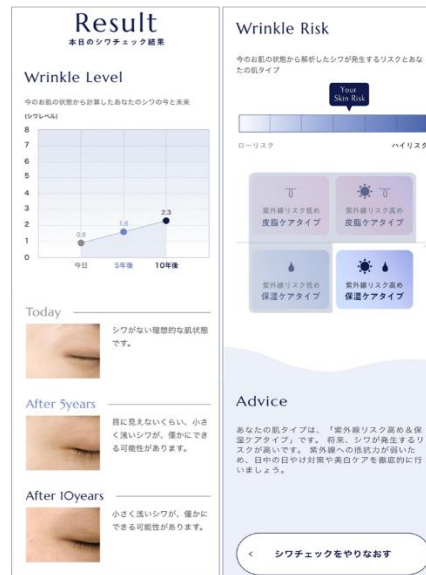 Result
本日のシワチェック結果
Wrinkle Level
今のお肌の状態から計算したあなたのシワの今と未来
(シワレベル)
8
7
6
5
4
3
2
1
0
0.9
1.6
2.3
今日
5年後
10年後
Today
シワがない理想的な肌状態
です。
After 5years
目に見えないくらい、小さ
く浅いシワが、僅かにでき
る可能性があります。
After 10years
小さく浅いシワが、僅かに
できる可能性があります。
Wrinkle Risk
今のお肌の状態から解析したシワが発生するリスクとあな
たの肌タイプ
Your
Skin Risk
ローリスク
ハイリスク
紫外線リスク低め
皮脂ケアタイプ
紫外線リスク高め
皮脂ケアタイプ
紫外線リスク低め
保湿ケアタイプ
紫外線リスク高め
保湿ケアタイプ
Advice
あなたの肌タイプは、「紫外線リスク高め&保
湿ケアタイプ」です。 将来、シワが発生するリ
スクが高いです。 紫外線への抵抗力が弱いた
め、日中の日やけ対策や美白ケアを徹底的に行
いましょう。
シワチェックをやりなおす